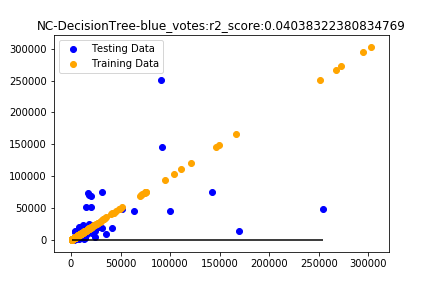 NC-DecisionTree-blue_votes:r2_score:0.04038322380834769
Testing Data
Training Data
300000
250000
200000
150000
100000
50000
0
0 50000 100000 150000 200000 250000 300000